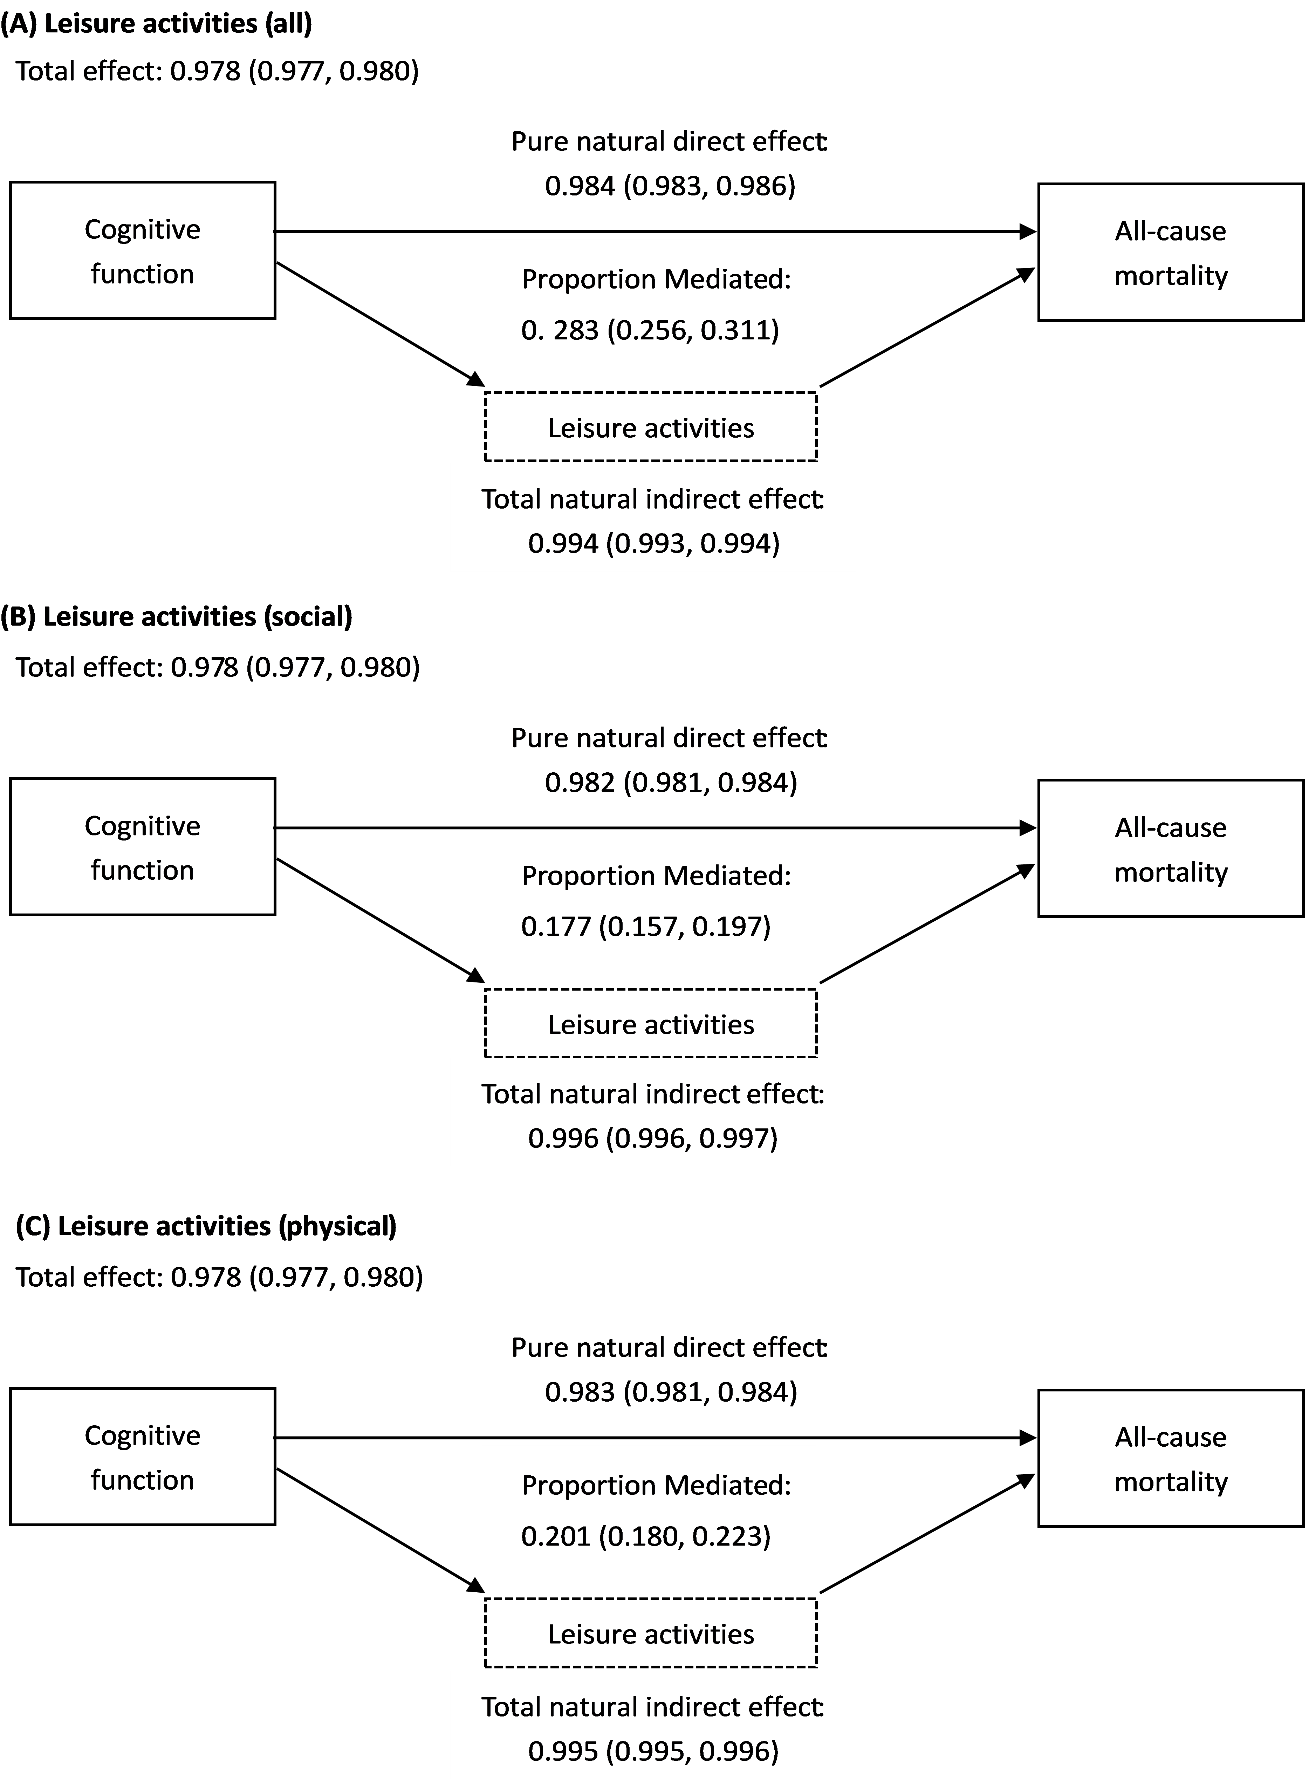 (A) Leisure activities (all)
Total effect: 0.978 (0.977, 0.980)
Pure natural direct effect:
0.984 (0.983, 0.986)
Cognitive
function
All-cause
mortality
Proportion Mediated:
0. 283 (0.256, 0.311)
Leisure activities
Total natural indirect effect:
0.994 (0.993, 0.994)
(B) Leisure activities (social)
Total effect: 0.978 (0.977, 0.980)
Pure natural direct effect:
0.982 (0.981, 0.984)
Cognitive
function
All-cause
mortality
Proportion Mediated:
0.177 (0.157, 0.197)
Leisure activities
Total natural indirect effect:
0.996 (0.996, 0.997)
(C) Leisure activities (physical)
Total effect: 0.978 (0.977, 0.980)
Pure natural direct effect:
0.983 (0.981, 0.984)
Cognitive
function
All-cause
mortality
Proportion Mediated:
0.201 (0.180, 0.223)
Leisure activities
Total natural indirect effect:
0.995 (0.995, 0.996)